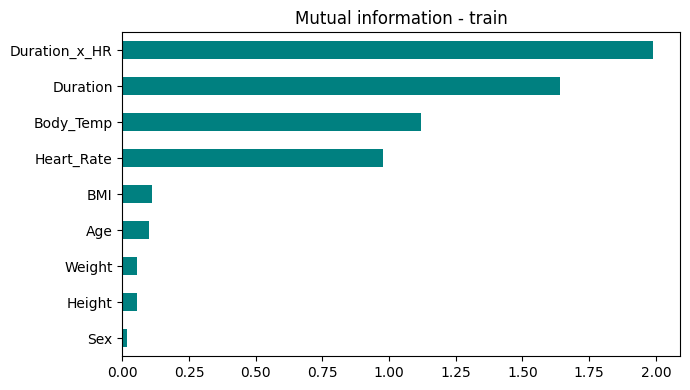 Mutual information - train
Duration_x_HR
Duration
Body_Temp
Heart_Rate
BMI
Age
Weight
Height
Sex
0.00 0.25 0.50 0.75 1.00 1.25 1.50 1.75 2.00